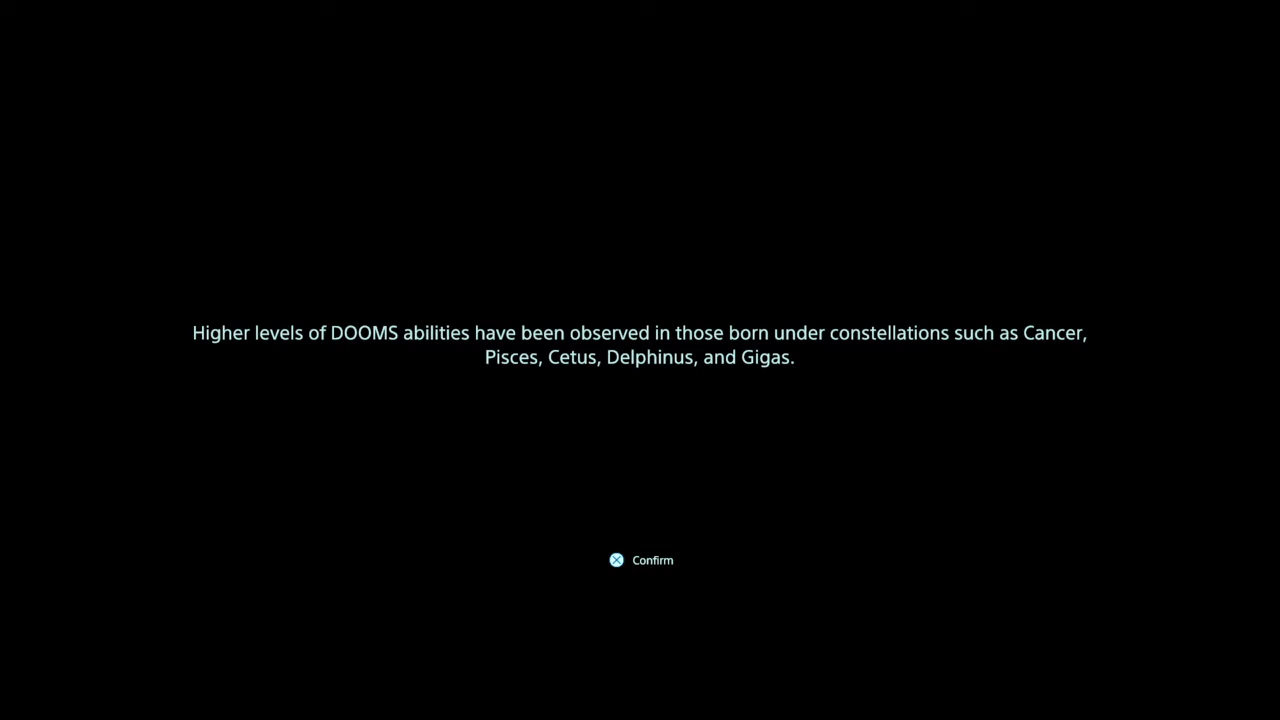 Higher levels of DOOMS abilities have been observed in those born under constellations such as Cancer,
Pisces, Cetus, Delphinus, and Gigas.
Confirm